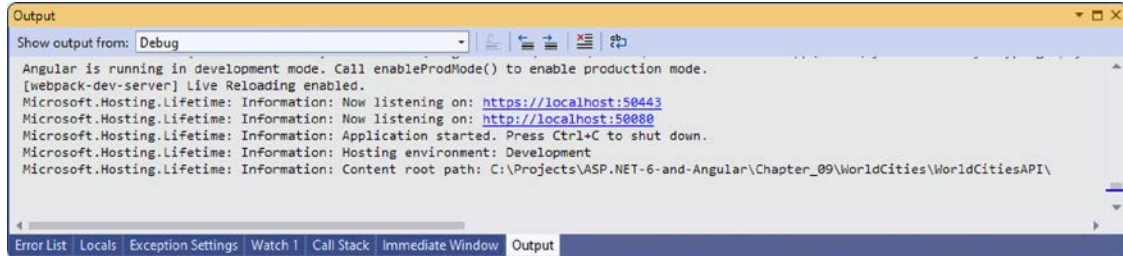 Output
Show output from: Debug
Angular is running in development mode. Call enableProdMode() to enable production mode.
[webpack-dev-server] Live Reloading enabled.
Microsoft.Hosting.Lifetime: Information: Now listening on: https://localhost:50443
Microsoft.Hosting.Lifetime: Information: Now listening on: http://localhost:50080
Microsoft.Hosting.Lifetime: Information: Application started. Press Ctrl+C to shut down.
Microsoft.Hosting.Lifetime: Information: Hosting environment: Development
Microsoft.Hosting.Lifetime: Information: Content root path: C:\Projects\ASP.NET-6-and-Angular\Chapter_09\WorldCities\WorldCitiesAPI\
Error List Locals Exception Settings Watch 1 Call Stack Immediate Window Output